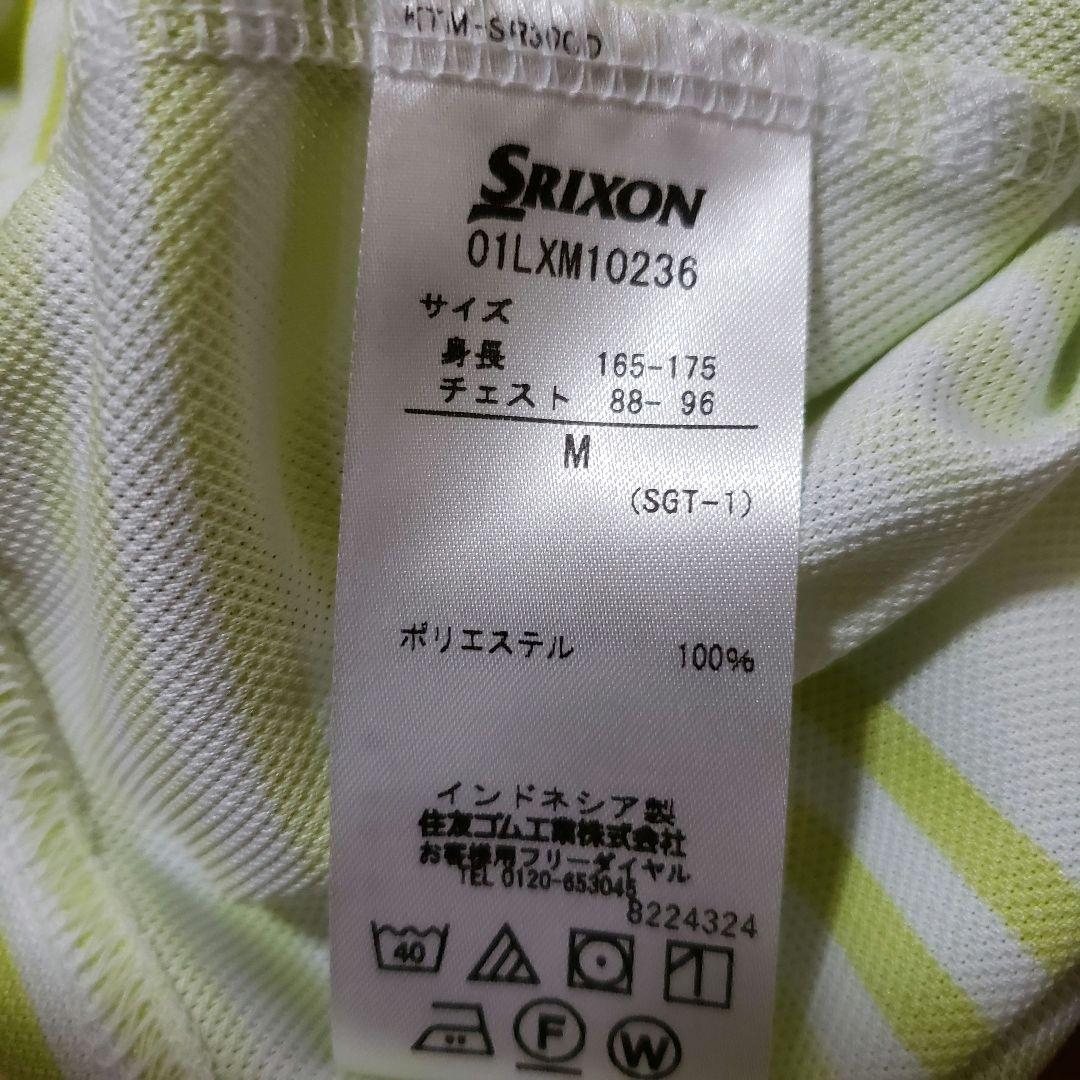 SRIXON
01LXM10236
サイズ
身長 165-175
チェスト 88- 96
M
(SGT-1)
ポリエステル 100%
インドネシア製
住友ゴム工業株式会社
お客様用フリーダイヤル
TEL 0120-653045
8224324
40
F
W